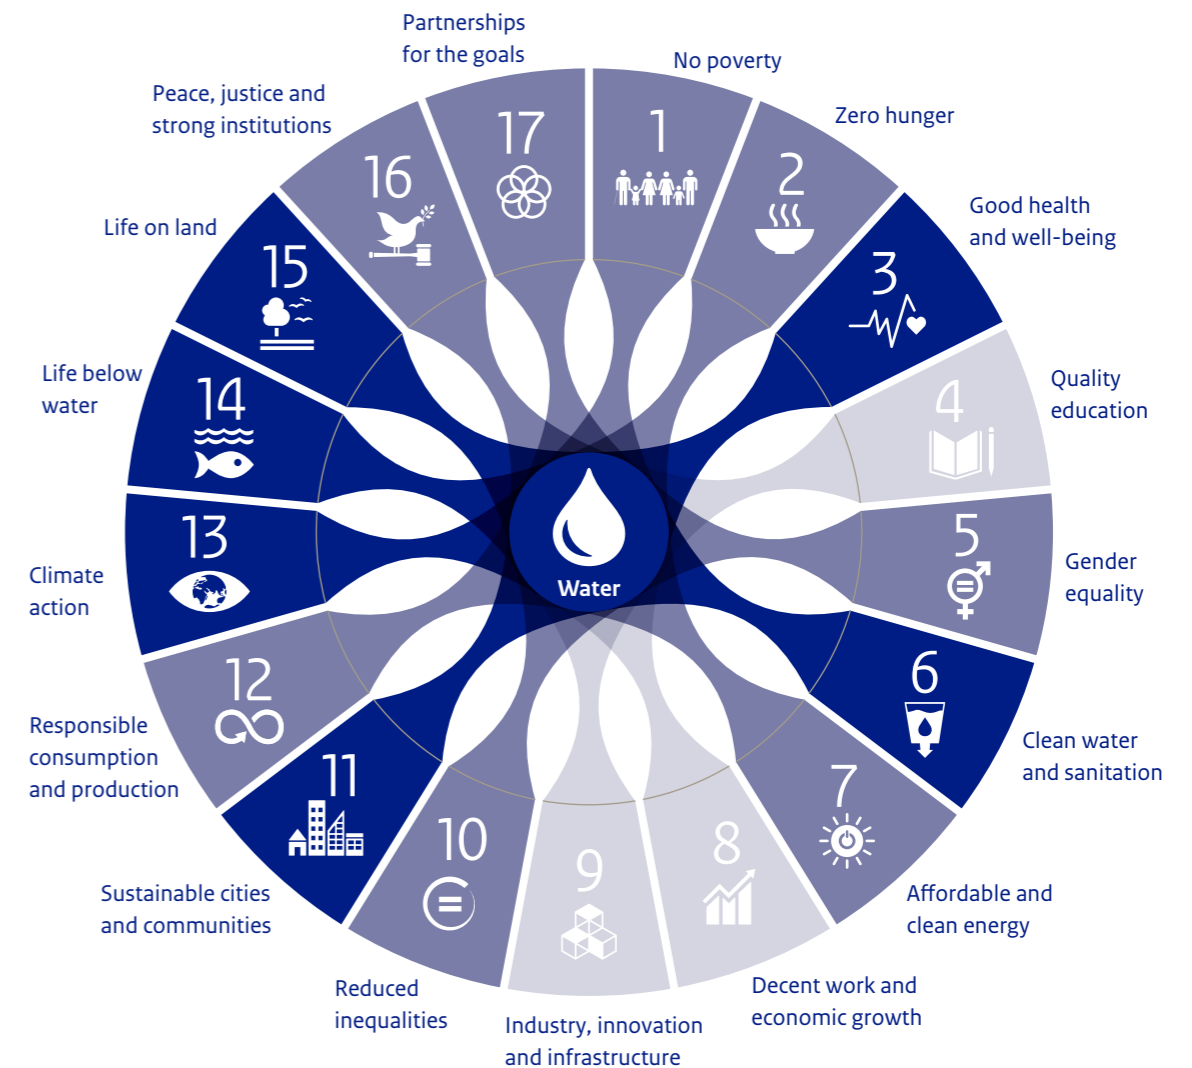 Partnerships
for the goals
No poverty
Peace, justice and
strong institutions
Zero hunger
Good health
and well-being
Life on land
Life below
water
Quality
education
Climate
action
Gender
equality
Responsible
consumption
and production
Clean water
and sanitation
Sustainable cities
and communities
Affordable and
clean energy
Reduced
inequalities
Industry, innovation
and infrastructure
Decent work and
economic growth
1
2
3
4
5
6
7
8
9
10
11
12
13
14
15
16
17
Water